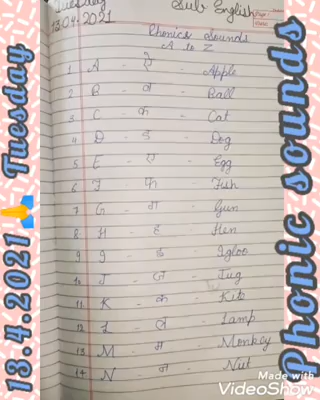 Tuesday
13.04.2021
Sub English
Phonics Sounds
A to Z
1 A - ऐ - Apple
2 B - ब - Ball
3 C - क - Cat
4 D - ड - Dog
5 E - ए - Egg
6 F - फ - Fish
7 G - ग - Gun
8 H - ह - Hen
9 I - इ - Igloo
10 J - ज - Jug
11 K - क - Kite
12 L - ल - Lamp
13 M - म - Monkey
14 N - न - Nut
13.4.2021🙏 Tuesday
Phonic sounds
Made with
VideoShow